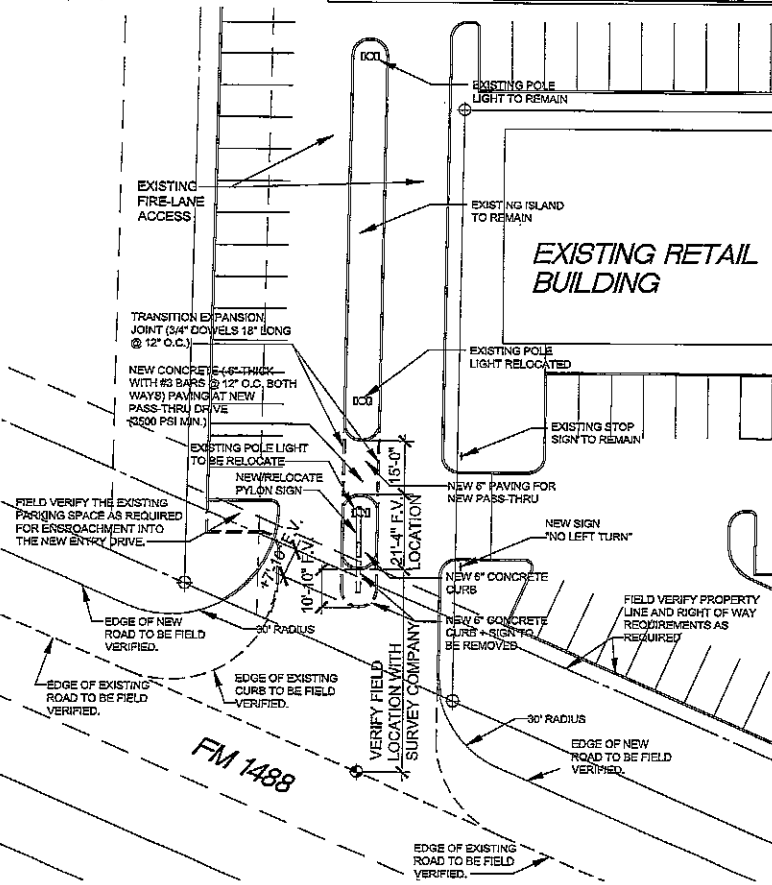 EXISTING POLE
LIGHT TO REMAIN
EXISTING
FIRE-LANE
ACCESS
EXISTING ISLAND
TO REMAIN
EXISTING RETAIL
BUILDING
TRANSITION EXPANSION
JOINT (3/4" DOWELS 18" LONG
@ 12" O.C.)
EXISTING POLE
LIGHT RELOCATED
NEW CONCRETE (6" THICK
WITH #3 BARS @ 12" O.C. BOTH
WAYS) PAVING AT NEW
PASS-THRU DRIVE
(3500 PSI MIN.)
EXISTING STOP
SIGN TO REMAIN
EXISTING POLE LIGHT
TO BE RELOCATE
15'-0"
NEW/RELOCATE
PYLON SIGN
NEW 6" PAVING FOR
NEW PASS-THRU
FIELD VERIFY THE EXISTING
PARKING SPACE AS REQUIRED
FOR ESSROACHMENT INTO
THE NEW ENTRY DRIVE.
21'-4" F.V.
LOCATION
NEW SIGN
"NO LEFT TURN"
F.V.
10'-10" F.V.
NEW 6" CONCRETE
CURB
NEW 6" CONCRETE
CURB + SIGN TO
BE REMOVED
FIELD VERIFY PROPERTY
LINE AND RIGHT OF WAY
REQUIREMENTS AS
REQUIRED
EDGE OF NEW
ROAD TO BE FIELD
VERIFIED.
30' RADIUS
EDGE OF EXISTING
ROAD TO BE FIELD
VERIFIED.
EDGE OF EXISTING
CURB TO BE FIELD
VERIFIED.
VERIFY FIELD
LOCATION WITH
SURVEY COMPANY
30' RADIUS
EDGE OF NEW
ROAD TO BE FIELD
VERIFIED.
FM 1488
EDGE OF EXISTING
ROAD TO BE FIELD
VERIFIED.